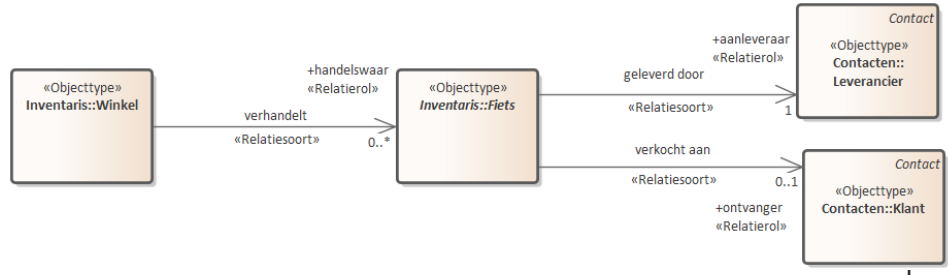 «Objecttype»
Inventaris::Winkel
verhandelt
«Relatiesoort»
+handelswaar
«Relatierol»
0..*
«Objecttype»
Inventaris::Fiets
geleverd door
«Relatiesoort»
+aanleveraar
«Relatierol»
1
Contact
«Objecttype»
Contacten::
Leverancier
verkocht aan
«Relatiesoort»
0..1
+ontvanger
«Relatierol»
Contact
«Objecttype»
Contacten::Klant